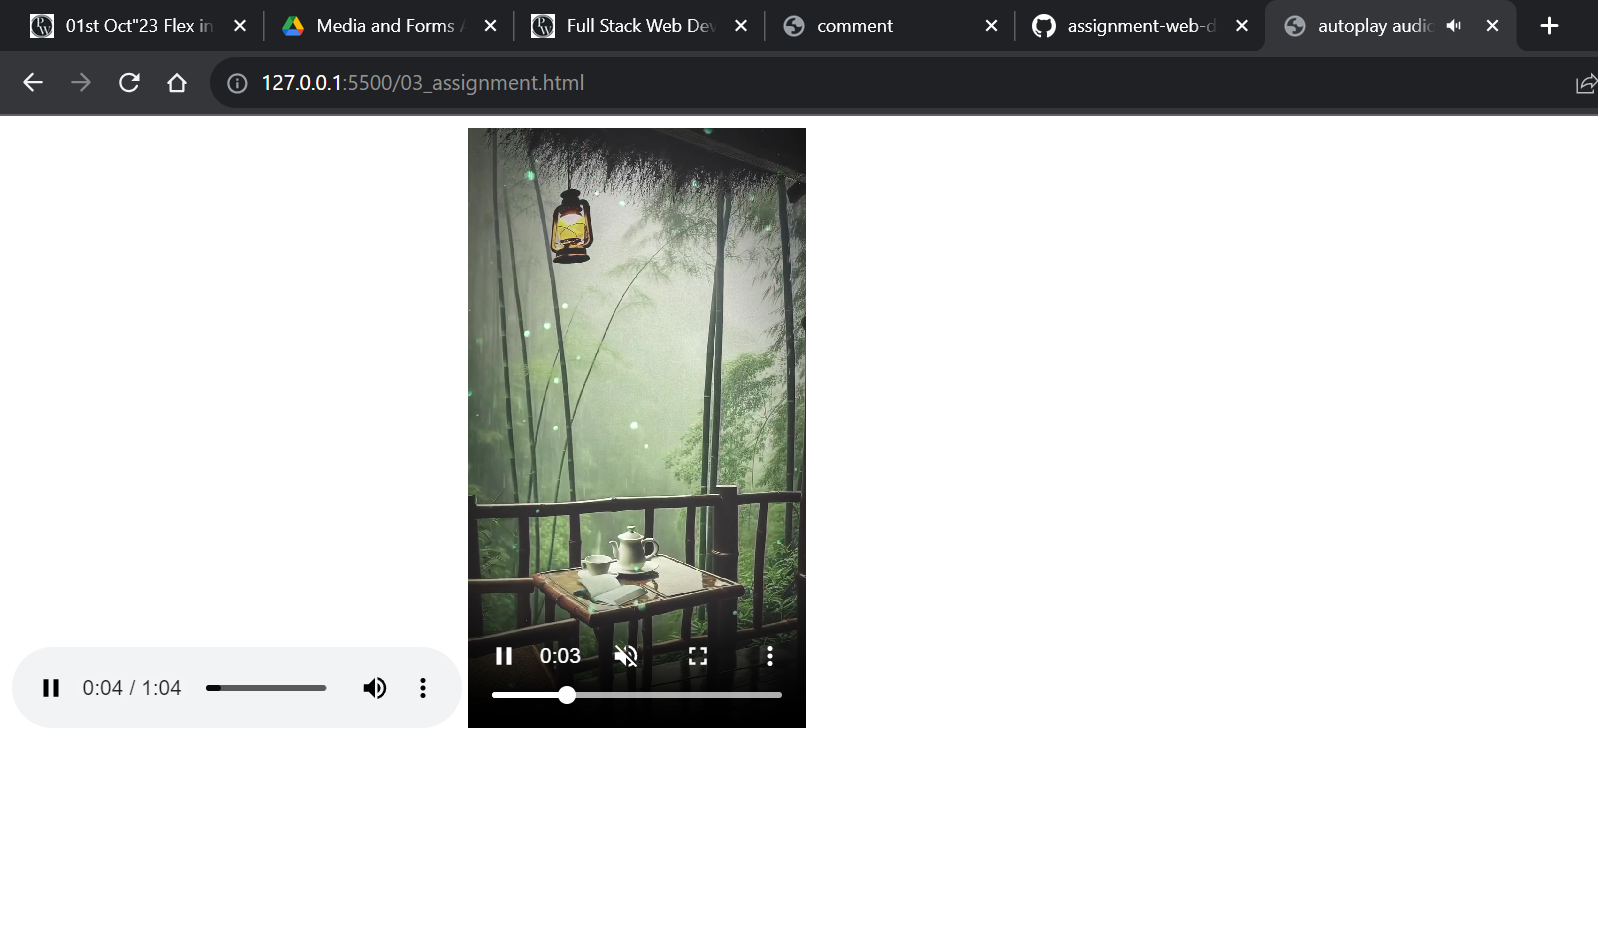 01st Oct"23 Flex in
Media and Forms
Full Stack Web Dev
comment
assignment-web-d
autoplay audio
127.0.0.1:5500/03_assignment.html
0:03
0:04 / 1:04